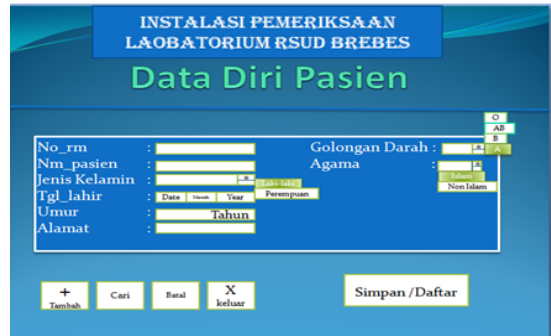 INSTALASI PEMERIKSAAN
LAOBATORIUM RSUD BREBES
Data Diri Pasien
No_rm :
Nm_pasien :
Jenis Kelamin :
Laki-laki
Perempuan
Tgl_lahir : Date Month Year
Umur : Tahun
Alamat :
Golongan Darah :
O
AB
B
A
Agama :
Islam
Non Islam
+
Tambah
Cari
Batal
X
keluar
Simpan /Daftar